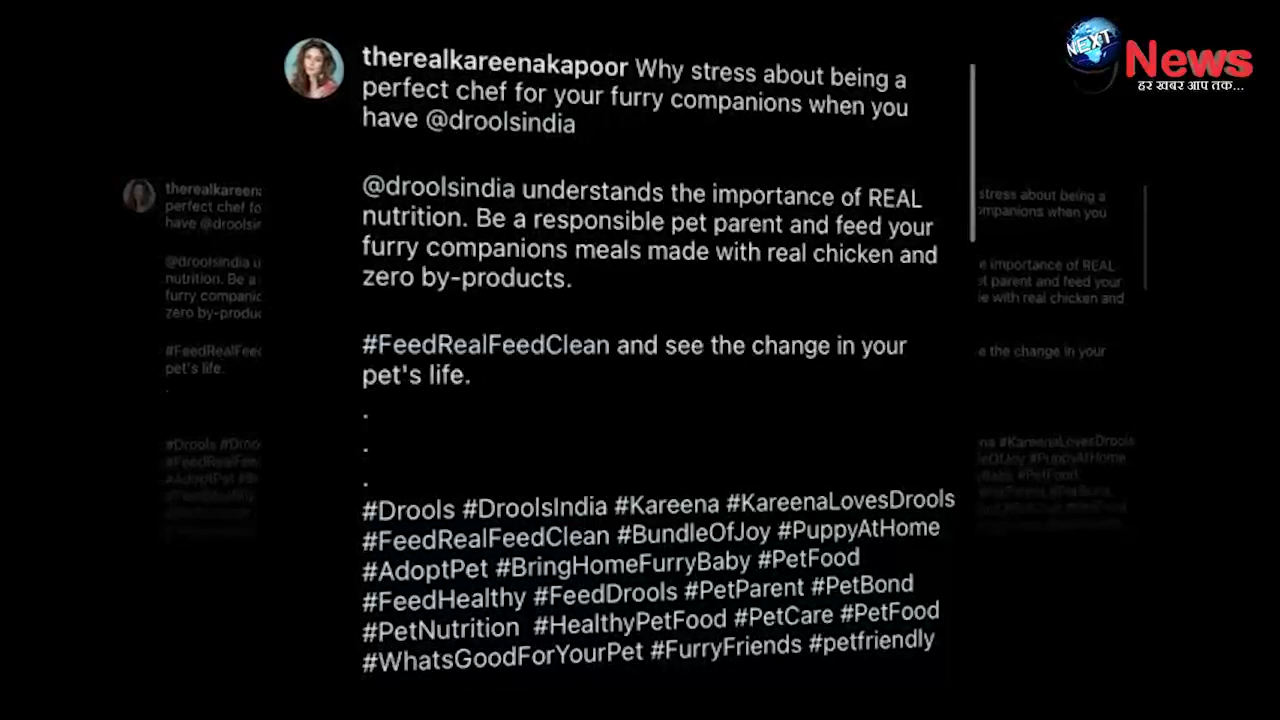 therealkareenakapoor Why stress about being a
perfect chef for your furry companions when you
have @droolsindia
@droolsindia understands the importance of REAL
nutrition. Be a responsible pet parent and feed your
furry companions meals made with real chicken and
zero by-products.
#FeedRealFeedClean and see the change in your
pet's life.
.
.
.
#Drools #DroolsIndia #Kareena #KareenaLovesDrools
#FeedRealFeedClean #BundleOfJoy #PuppyAtHome
#AdoptPet #BringHomeFurryBaby #PetFood
#FeedHealthy #FeedDrools #PetParent #PetBond
#PetNutrition #HealthyPetFood #PetCare #PetFood
#WhatsGoodForYourPet #FurryFriends #petfriendly
NEXT
News
हर खबर आप तक...